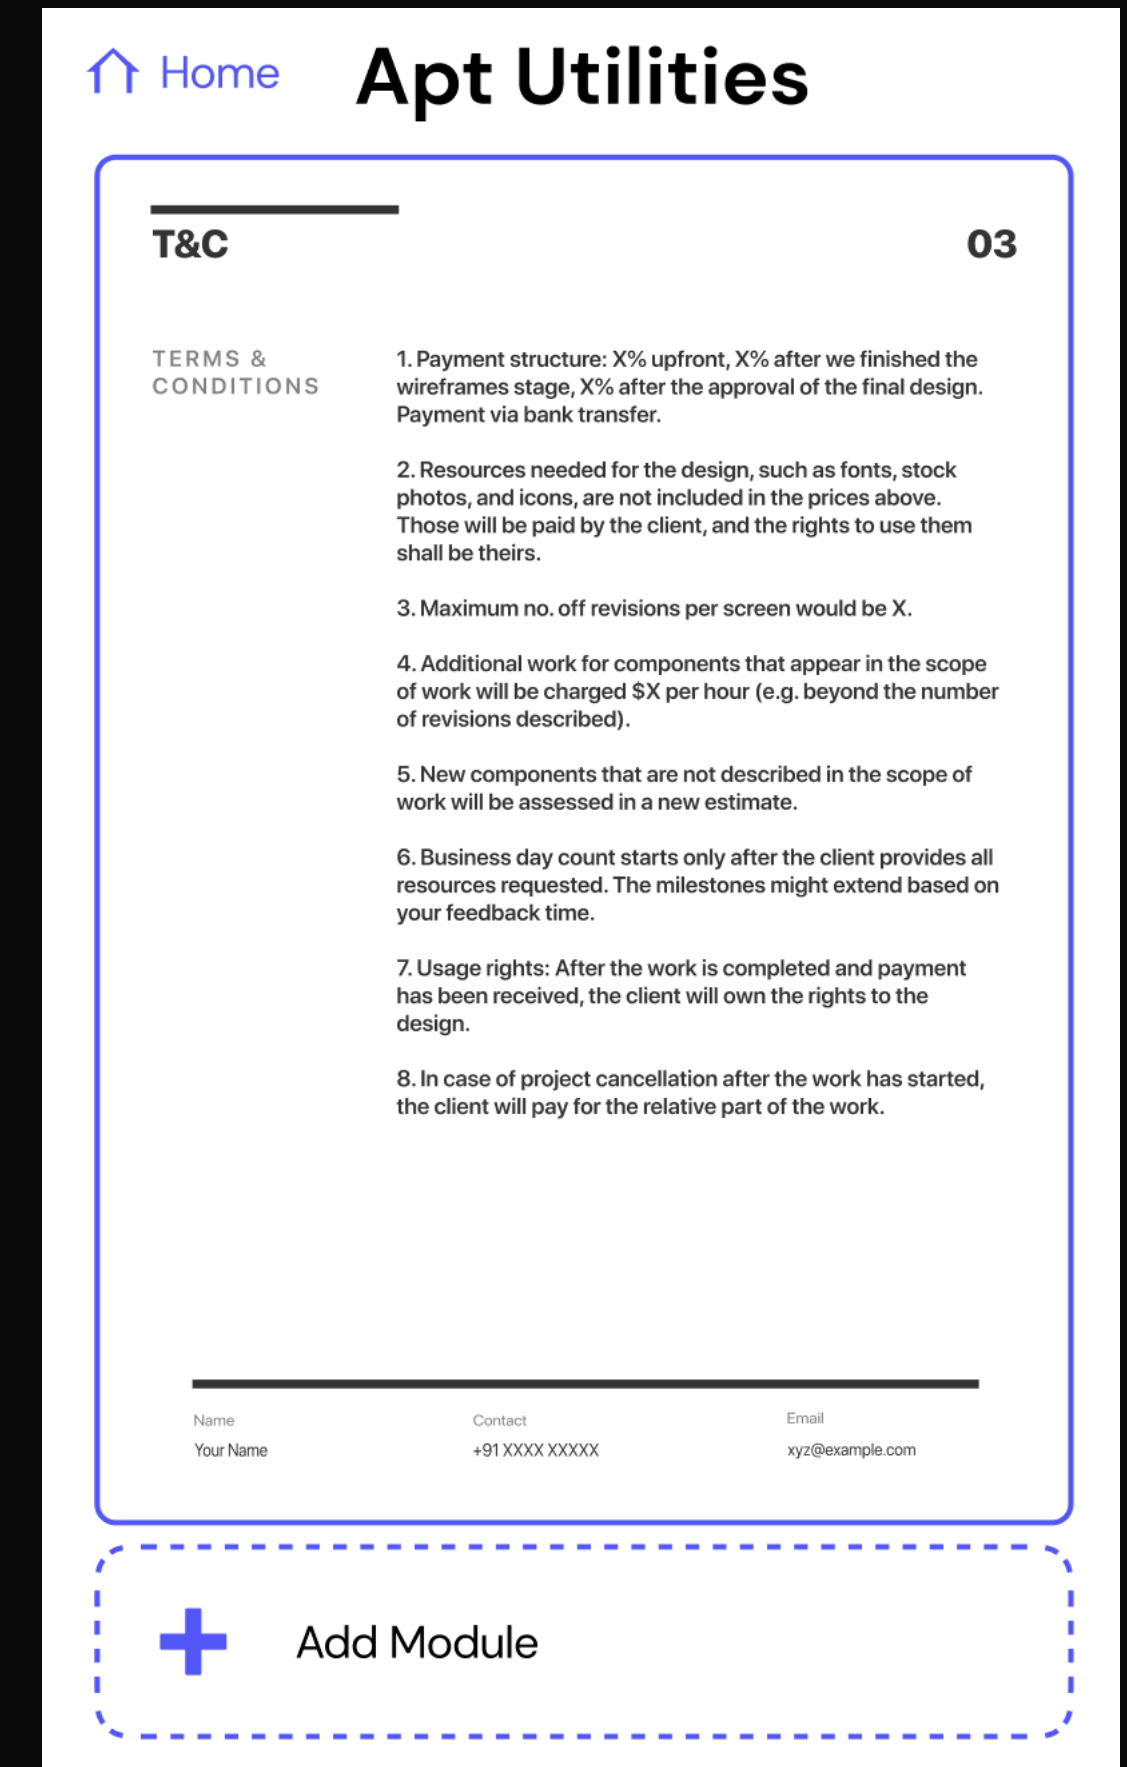 Home
Apt Utilities
T&C
03
TERMS &
CONDITIONS
1. Payment structure: X% upfront, X% after we finished the
wireframes stage, X% after the approval of the final design.
Payment via bank transfer.
2. Resources needed for the design, such as fonts, stock
photos, and icons, are not included in the prices above.
Those will be paid by the client, and the rights to use them
shall be theirs.
3. Maximum no. off revisions per screen would be X.
4. Additional work for components that appear in the scope
of work will be charged $X per hour (e.g. beyond the number
of revisions described).
5. New components that are not described in the scope of
work will be assessed in a new estimate.
6. Business day count starts only after the client provides all
resources requested. The milestones might extend based on
your feedback time.
7. Usage rights: After the work is completed and payment
has been received, the client will own the rights to the
design.
8. In case of project cancellation after the work has started,
the client will pay for the relative part of the work.
Name
Your Name
Contact
+91 XXXX XXXXX
Email
xyz@example.com
Add Module